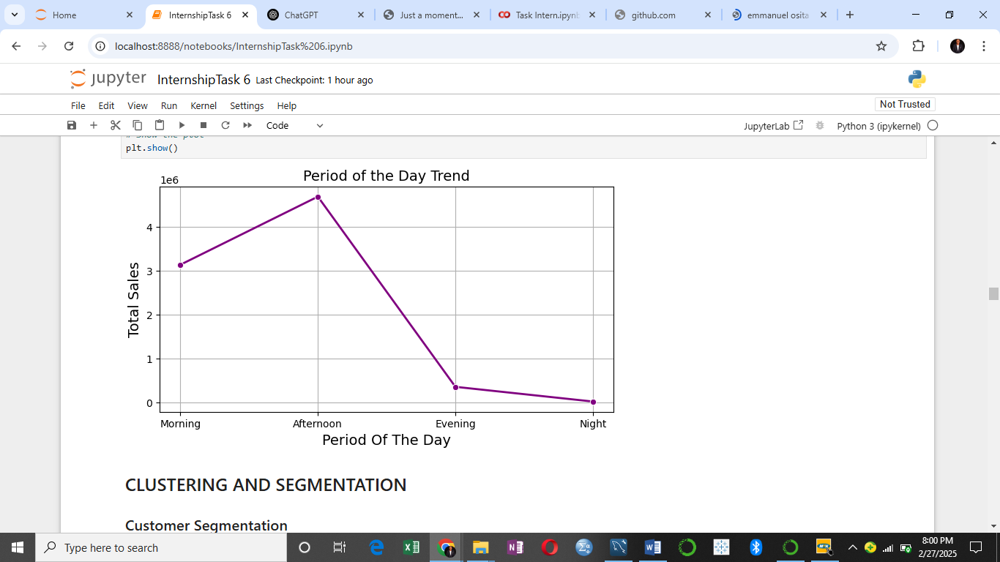 Home
InternshipTask 6
ChatGPT
Just a moment...
Task Intern.ipynb
github.com
emmanuel osita
localhost:8888/notebooks/InternshipTask%206.ipynb
jupyter InternshipTask 6 Last Checkpoint: 1 hour ago
File Edit View Run Kernel Settings Help
Not Trusted
Code
JupyterLab
Python 3 (ipykernel)
# Show the plot
plt.show()
Period of the Day Trend
1e6
4
3
2
1
0
Total Sales
Morning Afternoon Evening Night
Period Of The Day
CLUSTERING AND SEGMENTATION
Customer Segmentation
Type here to search
8:00 PM
2/27/2025